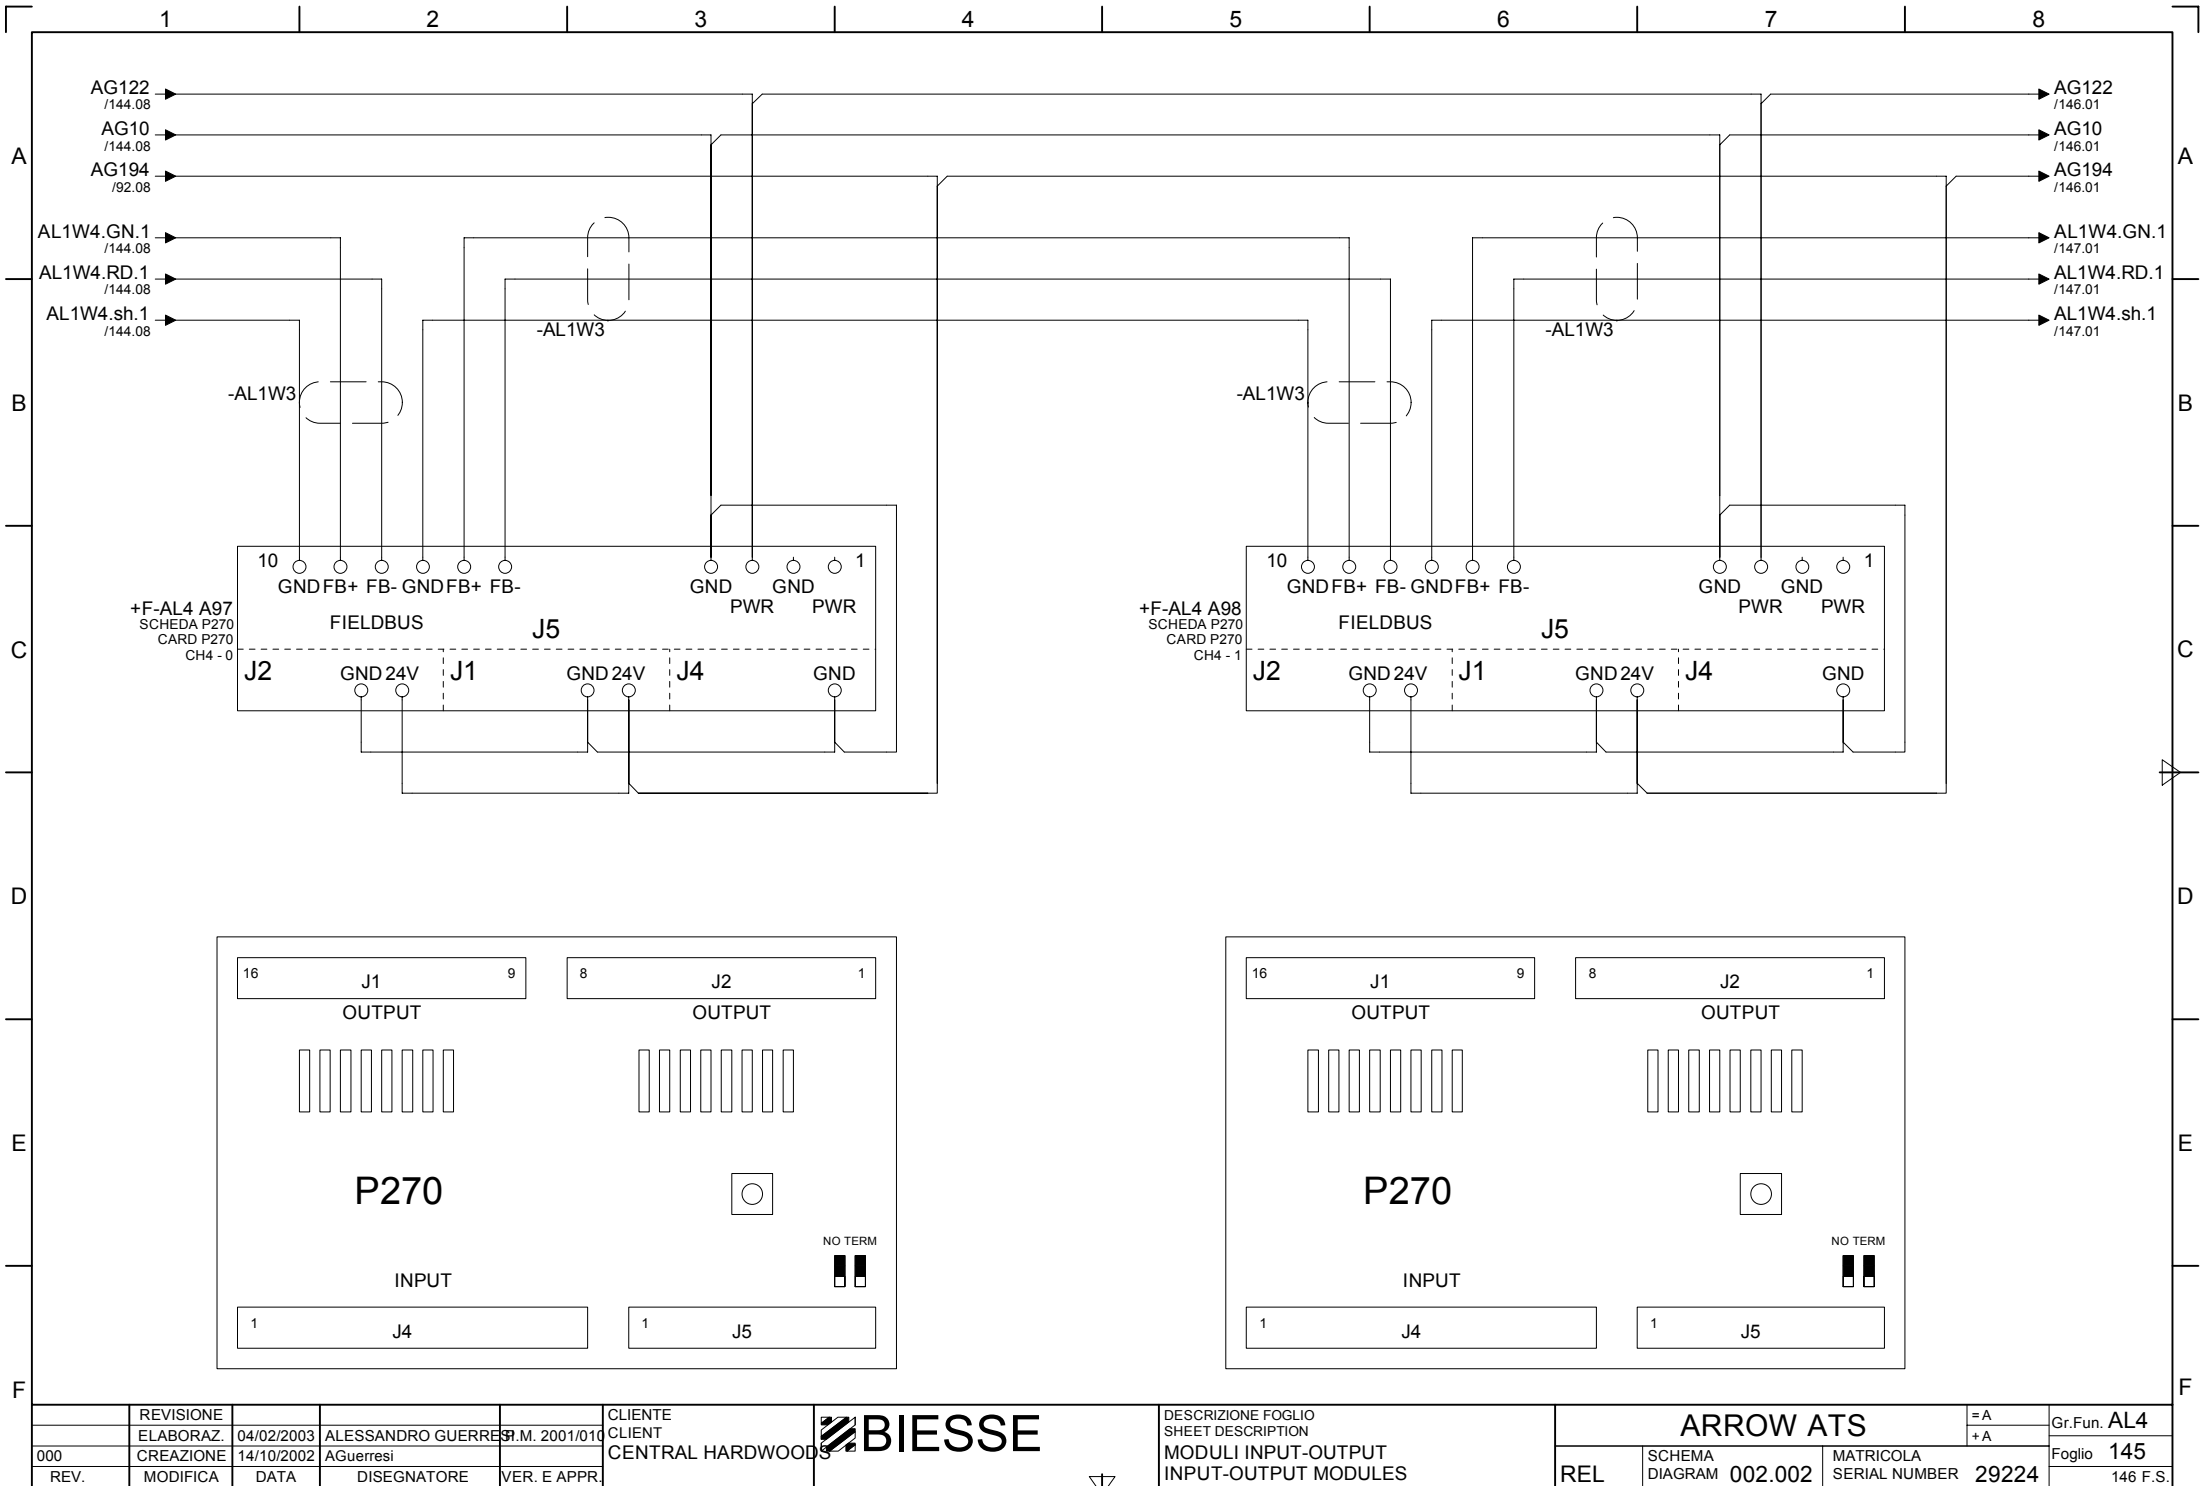 1 2 3 4 5 6 7 8
AG122 AG122
/144.08 /146.01
AG10 AG10
/144.08 /146.01
A A
AG194 AG194
/92.08 /146.01
AL1W4.GN.1 AL1W4.GN.1
/144.08 /147.01
AL1W4.RD.1 AL1W4.RD.1
/144.08 /147.01
AL1W4.sh.1 AL1W4.sh.1
/144.08 /147.01
-AL1W3 -AL1W3
-AL1W3 -AL1W3
B B
10 1 10 1
GND FB+ FB- GND FB+ FB- GND GND GND FB+ FB- GND FB+ FB- GND GND
PWR PWR PWR PWR
+F-AL4 A97 +F-AL4 A98
SCHEDA P270 SCHEDA P270
CARD P270 CARD P270
CH4 - 0 CH4 - 1
FIELDBUS J5 FIELDBUS J5
C C
J2 GND 24V J1 GND 24V J4 GND J2 GND 24V J1 GND 24V J4 GND
D D
16 J1 9 8 J2 1 16 J1 9 8 J2 1
OUTPUT OUTPUT OUTPUT OUTPUT
E E
P270 P270
NO TERM NO TERM
INPUT INPUT
1 J4 1 J5 1 J4 1 J5
F F
REVISIONE
ELABORAZ. 04/02/2003 ALESSANDRO GUERRESI P.M. 2001/010
000 CREAZIONE 14/10/2002 AGuerresi
REV. MODIFICA DATA DISEGNATORE VER. E APPR.
CLIENTE
CLIENT
CENTRAL HARDWOODS
BIESSE
DESCRIZIONE FOGLIO
SHEET DESCRIPTION
MODULI INPUT-OUTPUT
INPUT-OUTPUT MODULES
ARROW ATS
= A
+ A
REL
SCHEMA
DIAGRAM 002.002
MATRICOLA
SERIAL NUMBER 29224
Gr.Fun. AL4
Foglio 145
146 F.S.